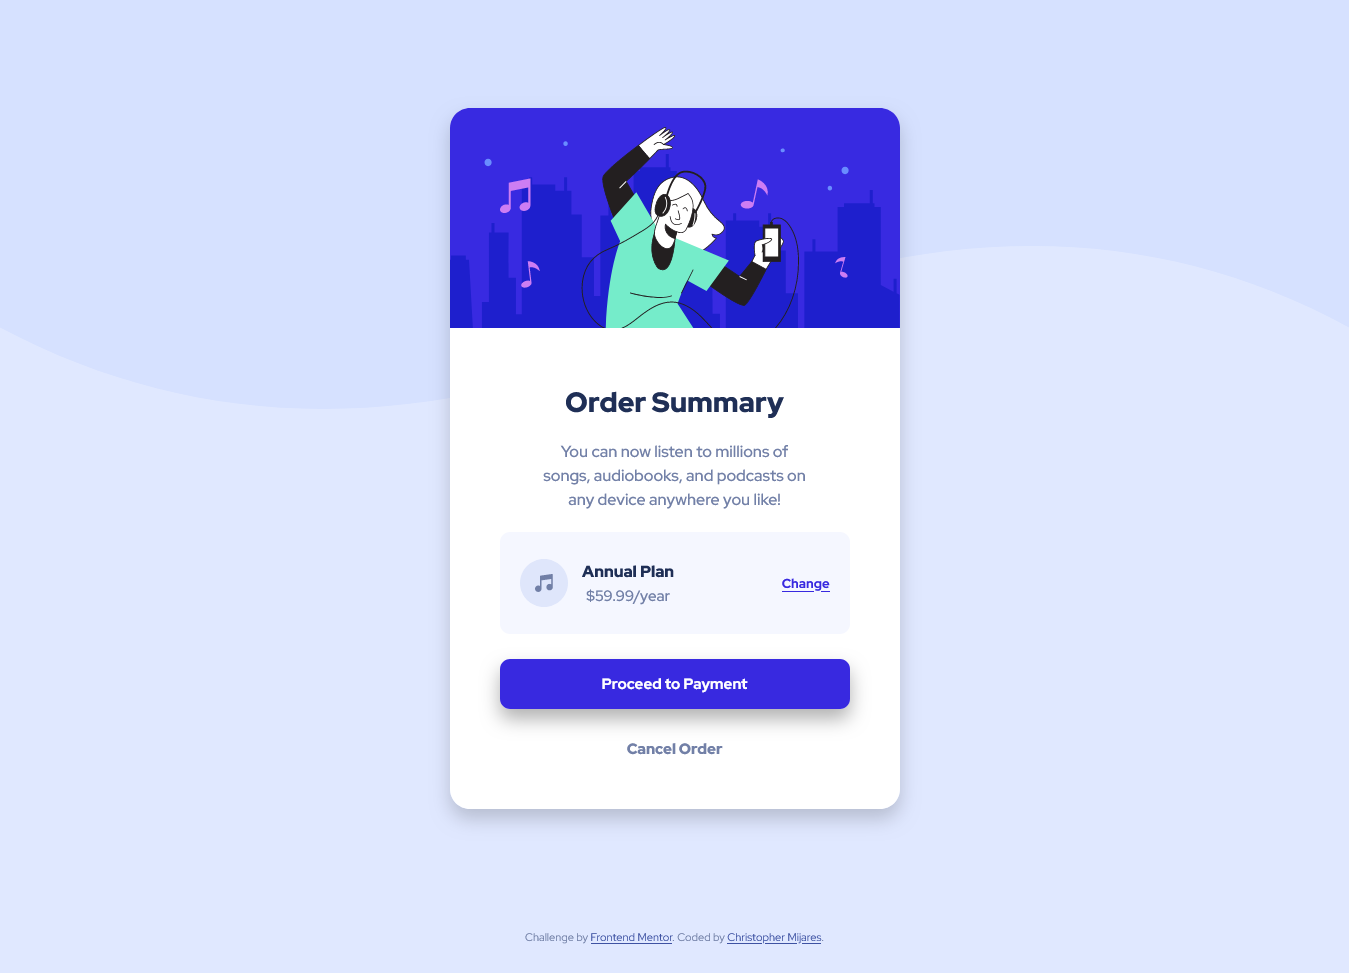 Order Summary
You can now listen to millions of
songs, audiobooks, and podcasts on
any device anywhere you like!
Annual Plan
$59.99/year
Change
Proceed to Payment
Cancel Order
Challenge by Frontend Mentor. Coded by Christopher Mijares.